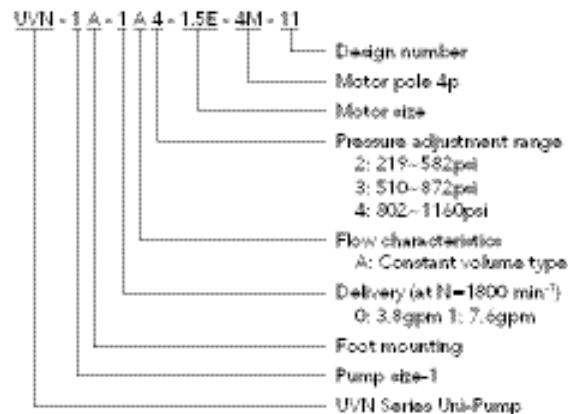 UVN - 1 A - 1 A 4 - 1.5E - 4M - 11
Design number
Motor pole 4p
Motor size
Pressure adjustment range
2: 219~582psi
3: 510~872psi
4: 802~1160psi
Flow characteristics
A: Constant volume type
Delivery (at N=1800 min⁻¹)
0: 3.8gpm 1: 7.6gpm
Foot mounting
Pump size-1
UVN Series Uni-Pump